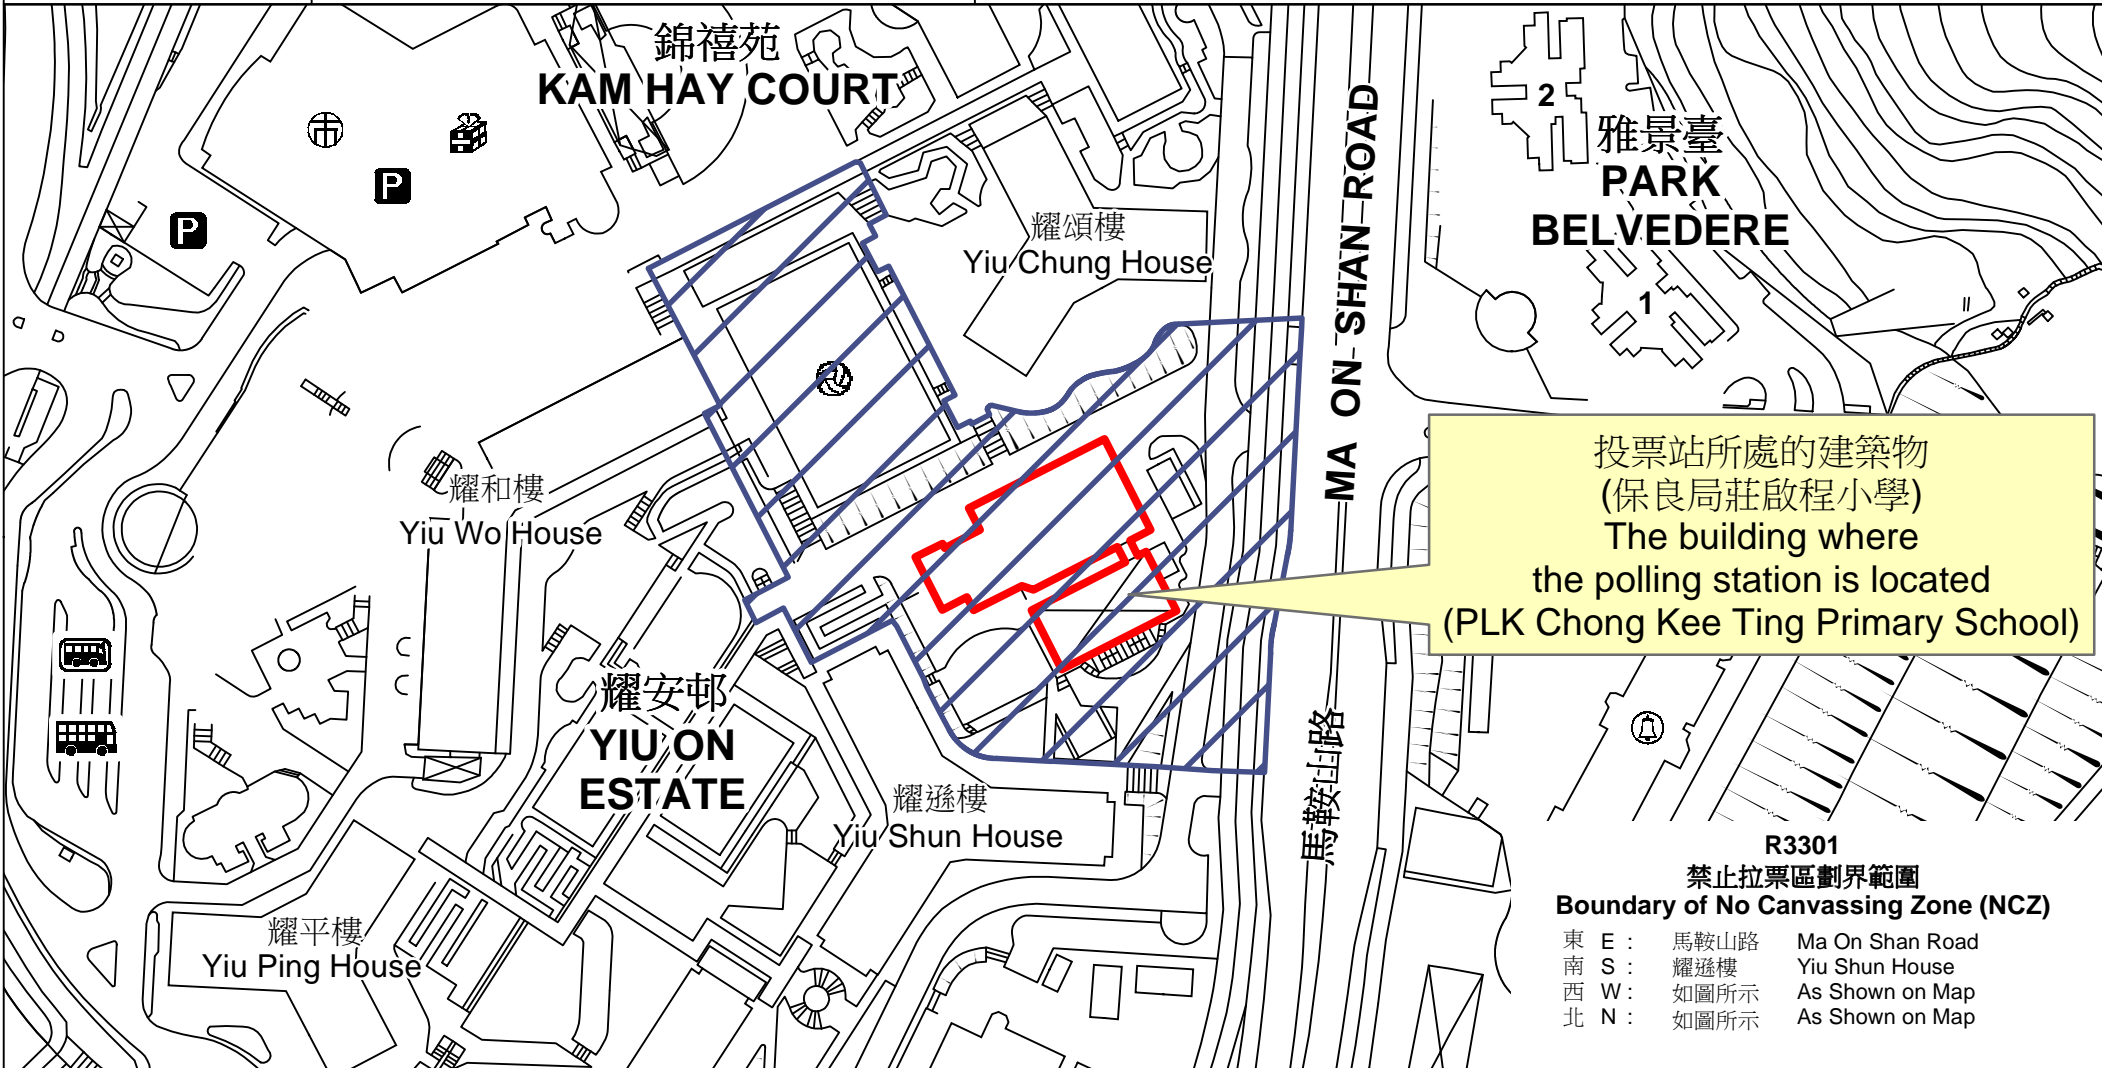 錦禧苑
KAM HAY COURT
P
P
耀頌樓
Yiu Chung House
MA ON SHAN ROAD
2
雅景臺
PARK
BELVEDERE
1
投票站所處的建築物
(保良局莊啟程小學)
The building where
the polling station is located
(PLK Chong Kee Ting Primary School)
耀和樓
Yiu Wo House
耀安邨
YIU ON
ESTATE
耀遜樓
Yiu Shun House
馬鞍山路
耀平樓
Yiu Ping House
R3301
禁止拉票區劃界範圍
Boundary of No Canvassing Zone (NCZ)
東 E : 馬鞍山路 Ma On Shan Road
南 S : 耀遜樓 Yiu Shun House
西 W : 如圖所示 As Shown on Map
北 N : 如圖所示 As Shown on Map